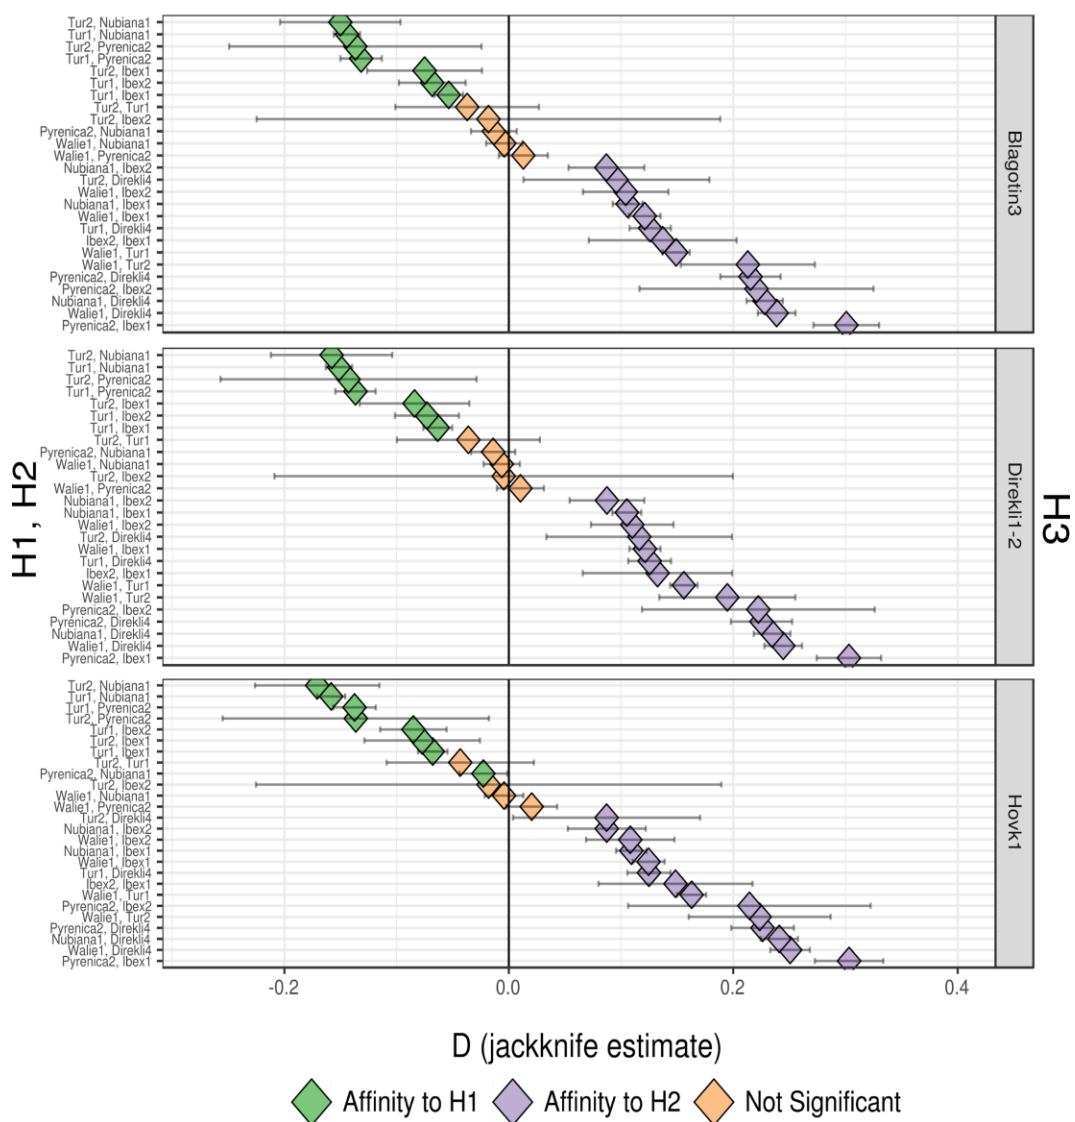 Tur2, Nubiana1
Tur1, Nubiana1
Tur2, Pyrenica2
Tur1, Pyrenica2
Tur2, Ibex1
Tur1, Ibex2
Tur1, Ibex1
Tur2, Tur1
Tur2, Ibex2
Pyrenica2, Nubiana1
Walie1, Nubiana1
Walie1, Pyrenica2
Nubiana1, Ibex2
Tur2, Direkli4
Walie1, Ibex2
Nubiana1, Ibex1
Walie1, Ibex1
Tur1, Direkli4
Ibex2, Ibex1
Walie1, Tur1
Walie1, Tur2
Pyrenica2, Direkli4
Pyrenica2, Ibex2
Nubiana1, Direkli4
Walie1, Direkli4
Pyrenica2, Ibex1
Blagotin3
Tur2, Nubiana1
Tur1, Nubiana1
Tur2, Pyrenica2
Tur1, Pyrenica2
Tur2, Ibex1
Tur1, Ibex2
Tur1, Ibex1
Tur2, Tur1
Pyrenica2, Nubiana1
Walie1, Nubiana1
Tur2, Ibex2
Walie1, Pyrenica2
Nubiana1, Ibex2
Nubiana1, Ibex1
Walie1, Ibex2
Tur2, Direkli4
Walie1, Ibex1
Tur1, Direkli4
Ibex2, Ibex1
Walie1, Tur1
Walie1, Tur2
Pyrenica2, Ibex2
Pyrenica2, Direkli4
Nubiana1, Direkli4
Walie1, Direkli4
Pyrenica2, Ibex1
Direkli1-2
Tur2, Nubiana1
Tur1, Nubiana1
Tur1, Pyrenica2
Tur2, Pyrenica2
Tur1, Ibex2
Tur2, Ibex1
Tur1, Ibex1
Tur2, Tur1
Pyrenica2, Nubiana1
Tur2, Ibex2
Walie1, Nubiana1
Walie1, Pyrenica2
Tur2, Direkli4
Nubiana1, Ibex2
Walie1, Ibex2
Nubiana1, Ibex1
Walie1, Ibex1
Tur1, Direkli4
Ibex2, Ibex1
Walie1, Tur1
Pyrenica2, Ibex2
Walie1, Tur2
Pyrenica2, Direkli4
Nubiana1, Direkli4
Walie1, Direkli4
Pyrenica2, Ibex1
Hovk1
H1, H2
H3
-0.2 0.0 0.2 0.4
D (jackknife estimate)
Affinity to H1 Affinity to H2 Not Significant